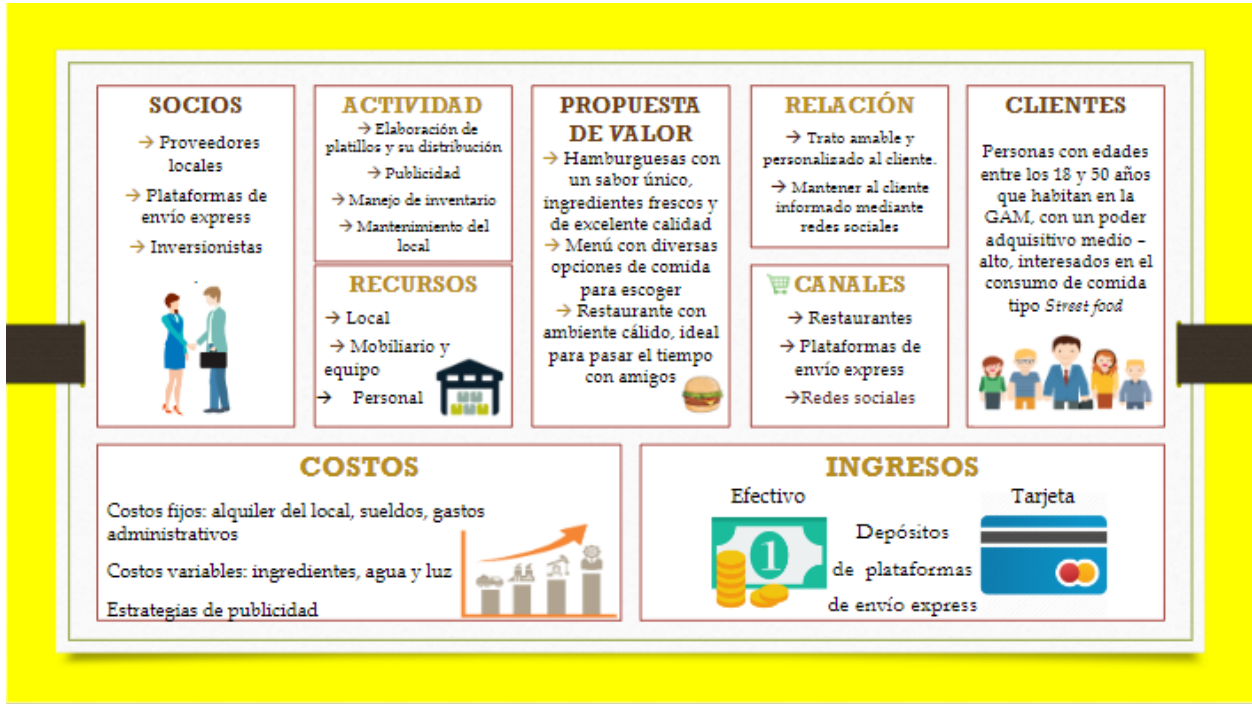 SOCIOS
→ Proveedores
locales
→ Plataformas de
envío express
→ Inversionistas
ACTIVIDAD
→ Elaboración de
platillos y su distribución
→ Publicidad
→ Manejo de inventario
→ Mantenimiento del
local
RECURSOS
→ Local
→ Mobiliario y
equipo
→ Personal
PROPUESTA
DE VALOR
→ Hamburguesas con
un sabor único,
ingredientes frescos y
de excelente calidad
→ Menú con diversas
opciones de comida
para escoger
→ Restaurante con
ambiente cálido, ideal
para pasar el tiempo
con amigos
RELACIÓN
→ Trato amable y
personalizado al cliente.
→ Mantener al cliente
informado mediante
redes sociales
CANALES
→ Restaurantes
→ Plataformas de
envío express
→Redes sociales
CLIENTES
Personas con edades
entre los 18 y 50 años
que habitan en la
GAM, con un poder
adquisitivo medio –
alto, interesados en el
consumo de comida
tipo Street food
COSTOS
Costos fijos: alquiler del local, sueldos, gastos
administrativos
Costos variables: ingredientes, agua y luz
Estrategias de publicidad
INGRESOS
Efectivo
1
Depósitos
de plataformas
de envío express
Tarjeta